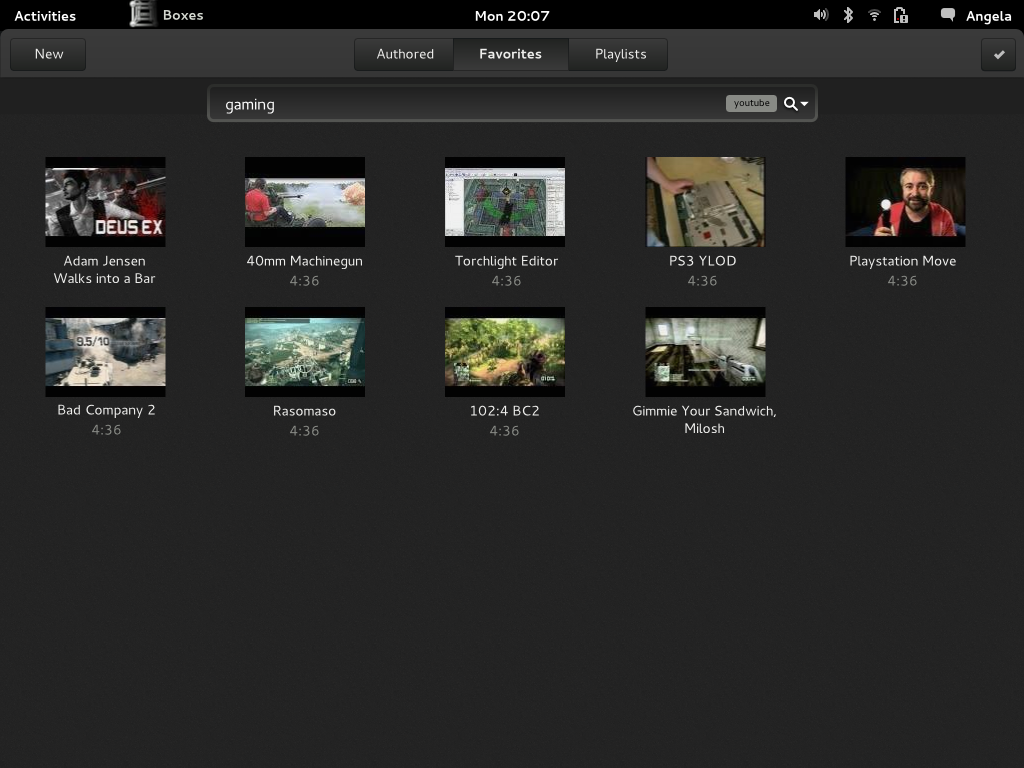 Activities
Boxes
Mon 20:07
Angela
New
Authored
Favorites
Playlists
gaming
youtube
DEUS EX
Adam Jensen
Walks into a Bar
40mm Machinegun
4:36
Torchlight Editor
4:36
PS3 YLOD
4:36
Playstation Move
4:36
9.5/10
Bad Company 2
4:36
Rasomaso
4:36
102:4 BC2
4:36
Gimmie Your Sandwich,
Milosh